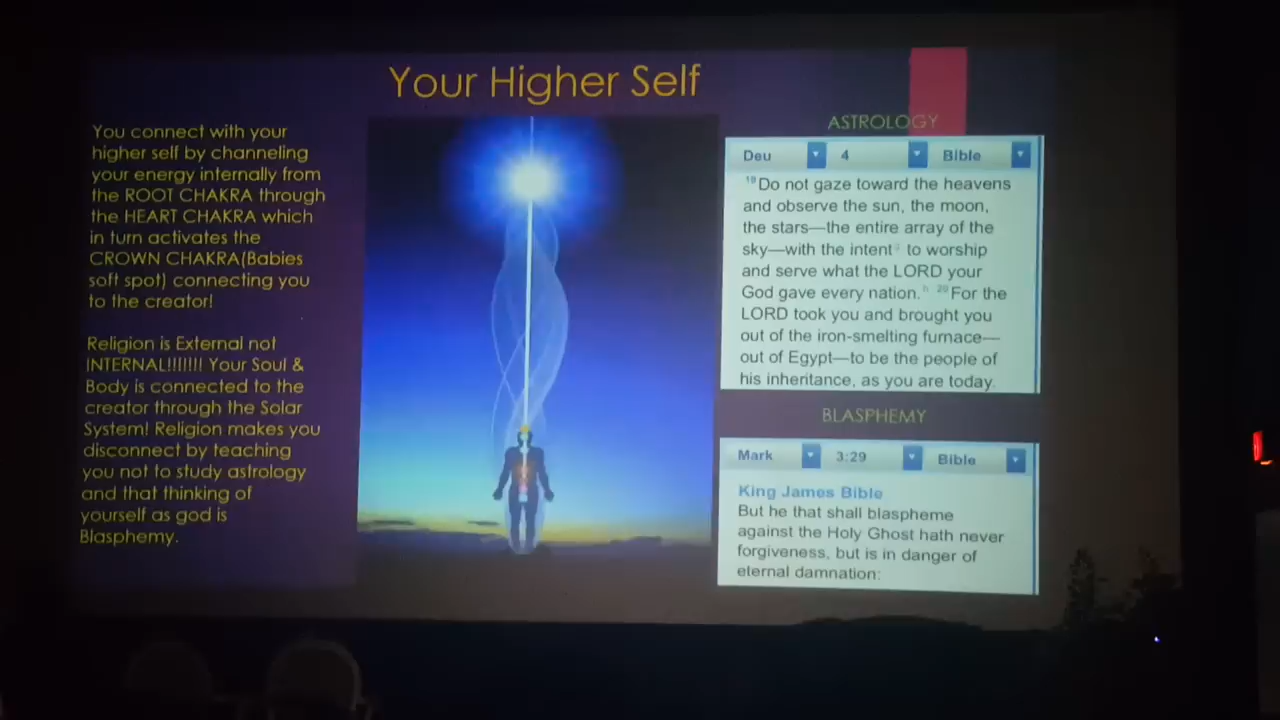 Your Higher Self
You connect with your
higher self by channeling
your energy internally from
the ROOT CHAKRA through
the HEART CHAKRA which
in turn activates the
CROWN CHAKRA(Babies
soft spot) connecting you
to the creator!
Religion is External not
INTERNAL!!!!!!! Your Soul &
Body is connected to the
creator through the Solar
System! Religion makes you
disconnect by teaching
you not to study astrology
and that thinking of
yourself as god is
Blasphemy.
ASTROLOGY
Deu 4 Bible
19 Do not gaze toward the heavens
and observe the sun, the moon,
the stars—the entire array of the
sky—with the intent to worship
and serve what the LORD your
God gave every nation. h 20 For the
LORD took you and brought you
out of the iron-smelting furnace—
out of Egypt—to be the people of
his inheritance, as you are today.
BLASPHEMY
Mark 3:29 Bible
King James Bible
But he that shall blaspheme
against the Holy Ghost hath never
forgiveness, but is in danger of
eternal damnation: